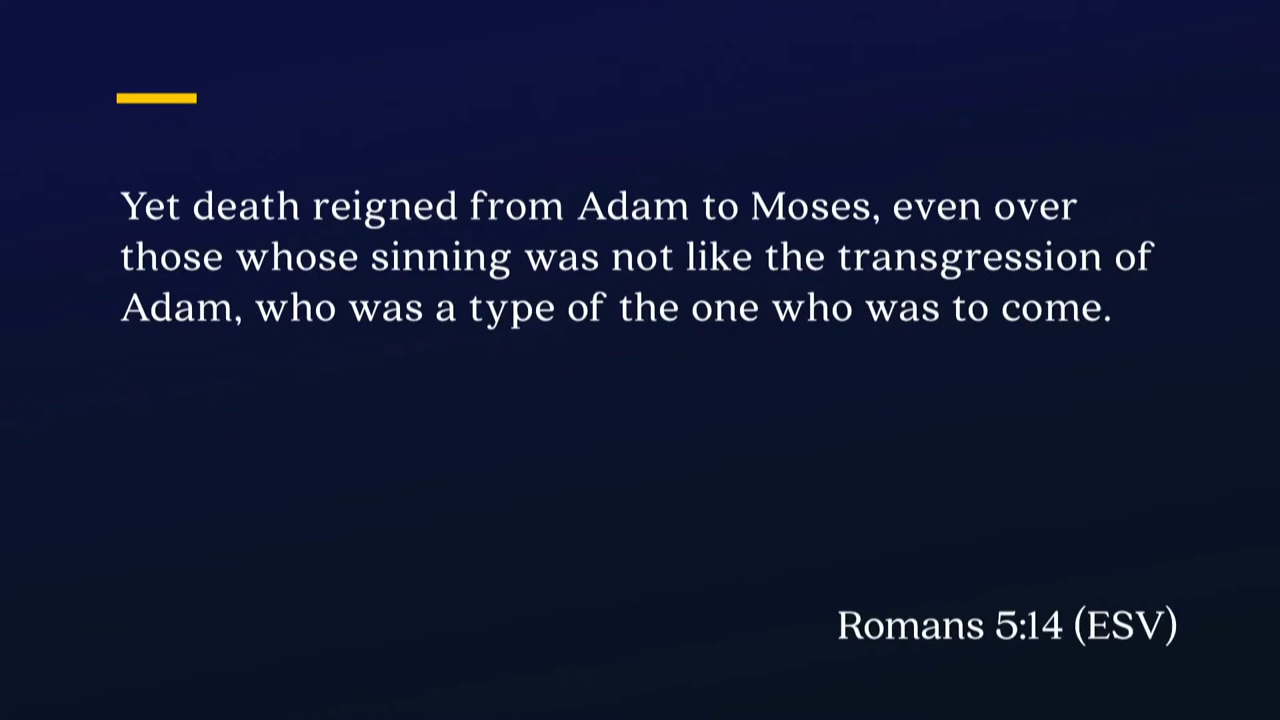 Yet death reigned from Adam to Moses, even over
those whose sinning was not like the transgression of
Adam, who was a type of the one who was to come.
Romans 5:14 (ESV)